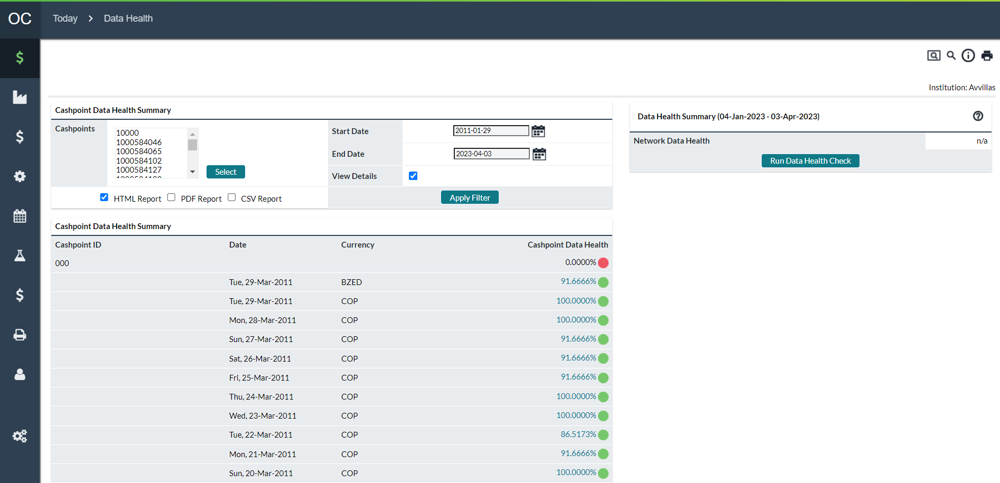 OC
Today
Data Health
Institution: Avvillas
Cashpoint Data Health Summary
Cashpoints
10000
1000584046
1000584065
1000584102
1000584127
Select
Start Date
2011-01-29
End Date
2023-04-03
View Details
HTML Report
PDF Report
CSV Report
Apply Filter
Data Health Summary (04-Jan-2023 - 03-Apr-2023)
Network Data Health n/a
Run Data Health Check
Cashpoint Data Health Summary
Cashpoint ID Date Currency Cashpoint Data Health
000 0.0000%
Tue, 29-Mar-2011 BZED 91.6666%
Tue, 29-Mar-2011 COP 100.0000%
Mon, 28-Mar-2011 COP 100.0000%
Sun, 27-Mar-2011 COP 91.6666%
Sat, 26-Mar-2011 COP 91.6666%
Fri, 25-Mar-2011 COP 91.6666%
Thu, 24-Mar-2011 COP 100.0000%
Wed, 23-Mar-2011 COP 100.0000%
Tue, 22-Mar-2011 COP 86.5173%
Mon, 21-Mar-2011 COP 91.6666%
Sun, 20-Mar-2011 COP 100.0000%